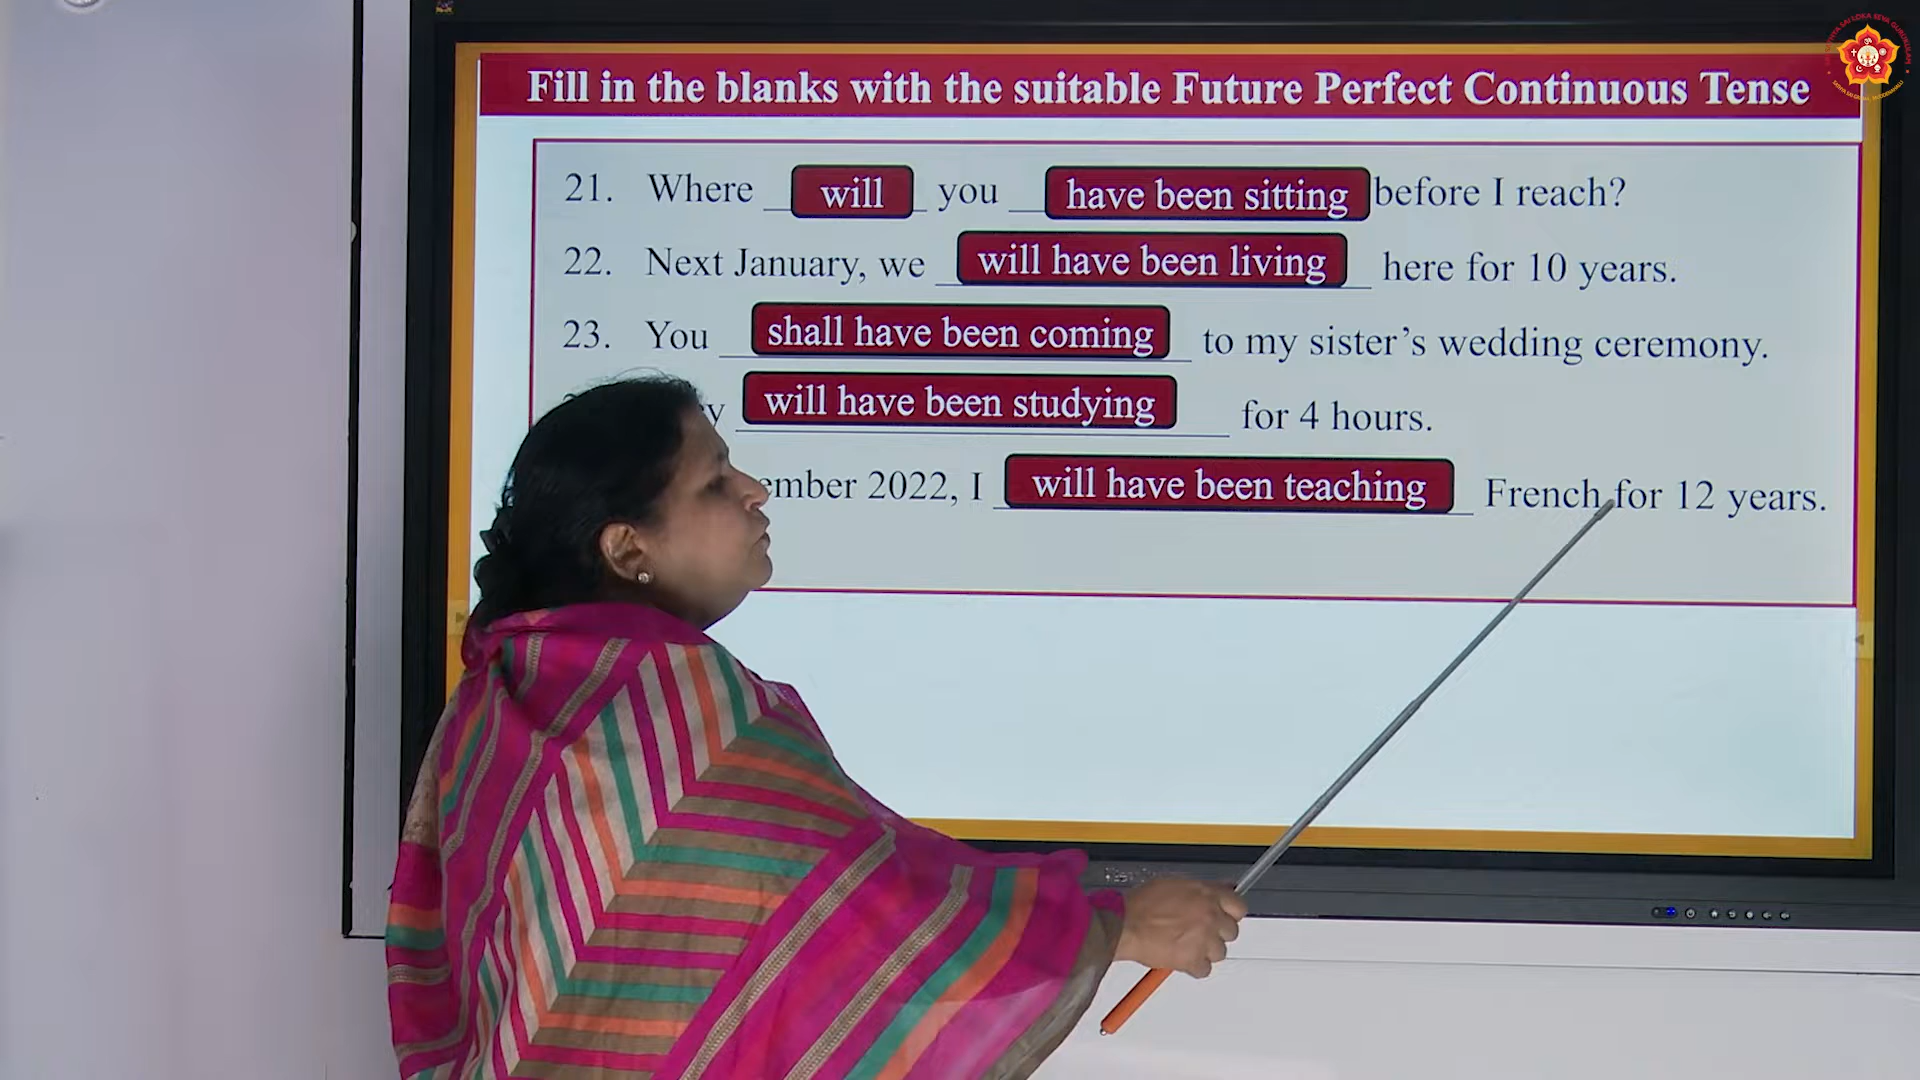 Fill in the blanks with the suitable Future Perfect Continuous Tense
21. Where will you have been sitting before I reach?
22. Next January, we will have been living here for 10 years.
23. You shall have been coming to my sister's wedding ceremony.
will have been studying for 4 hours.
2022, I will have been teaching French for 12 years.